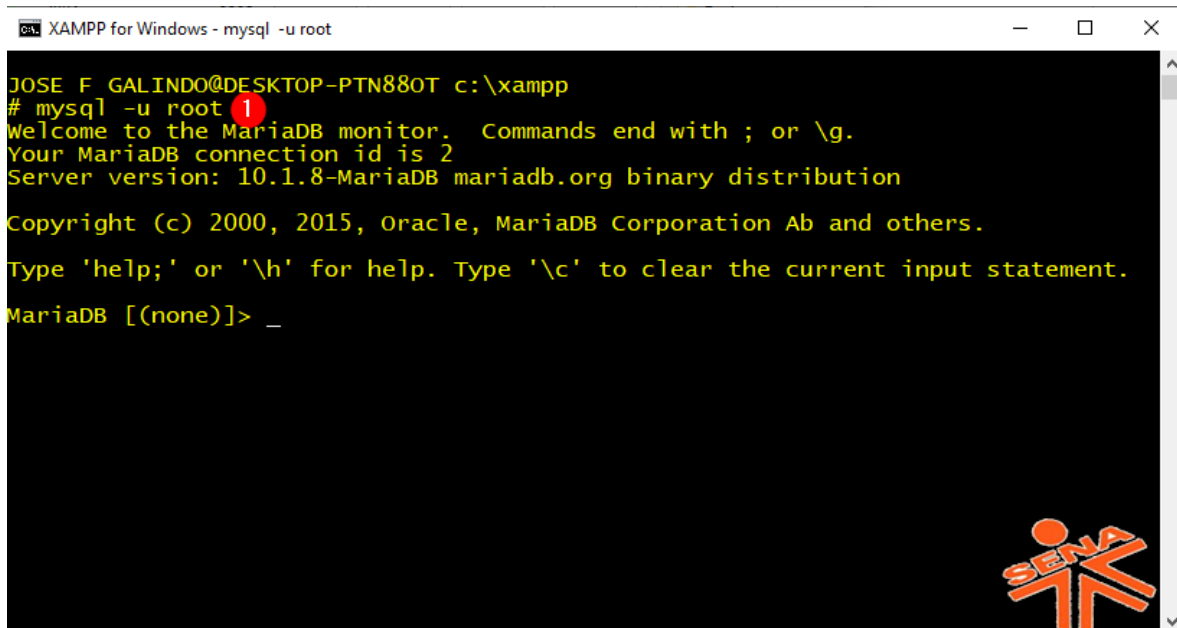 XAMPP for Windows - mysql -u root
JOSE F GALINDO@DESKTOP-PTN88OT c:\xampp
# mysql -u root 1
Welcome to the MariaDB monitor.  Commands end with ; or \g.
Your MariaDB connection id is 2
Server version: 10.1.8-MariaDB mariadb.org binary distribution
Copyright (c) 2000, 2015, Oracle, MariaDB Corporation Ab and others.
Type 'help;' or '\h' for help. Type '\c' to clear the current input statement.
MariaDB [(none)]> _
SENA